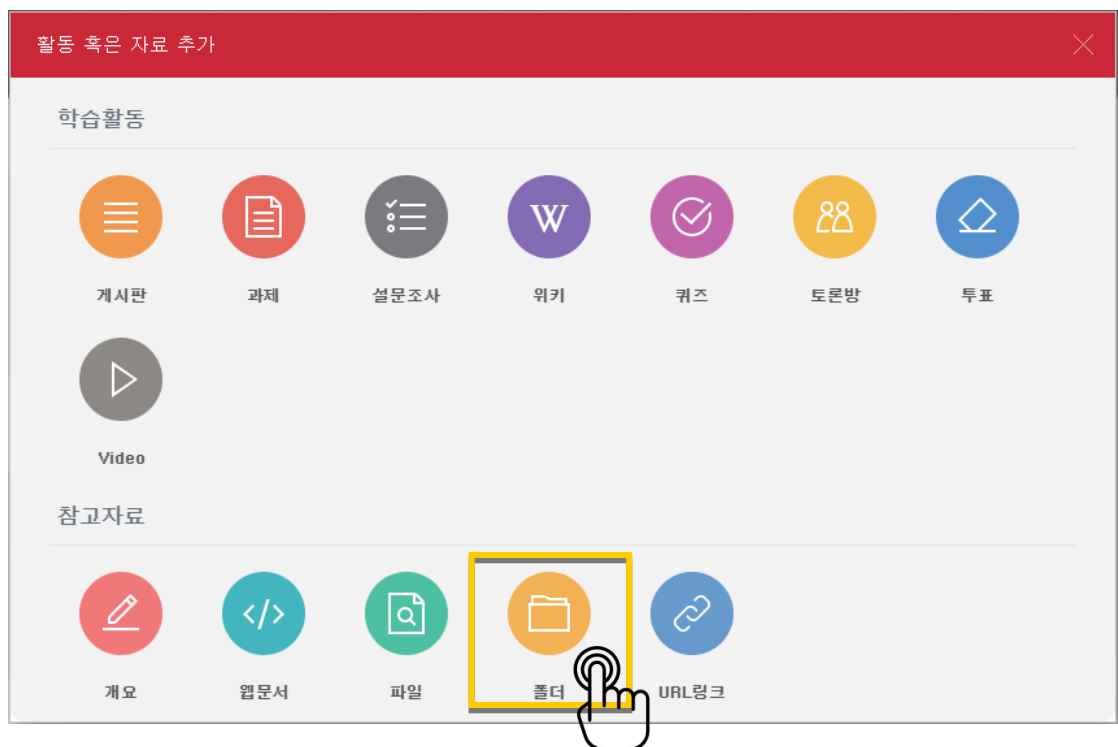 활동 혹은 자료 추가
학습활동
게시판 과제 설문조사 위키 퀴즈 토론방 투표
Video
참고자료
개요 웹문서 파일 폴더 URL링크